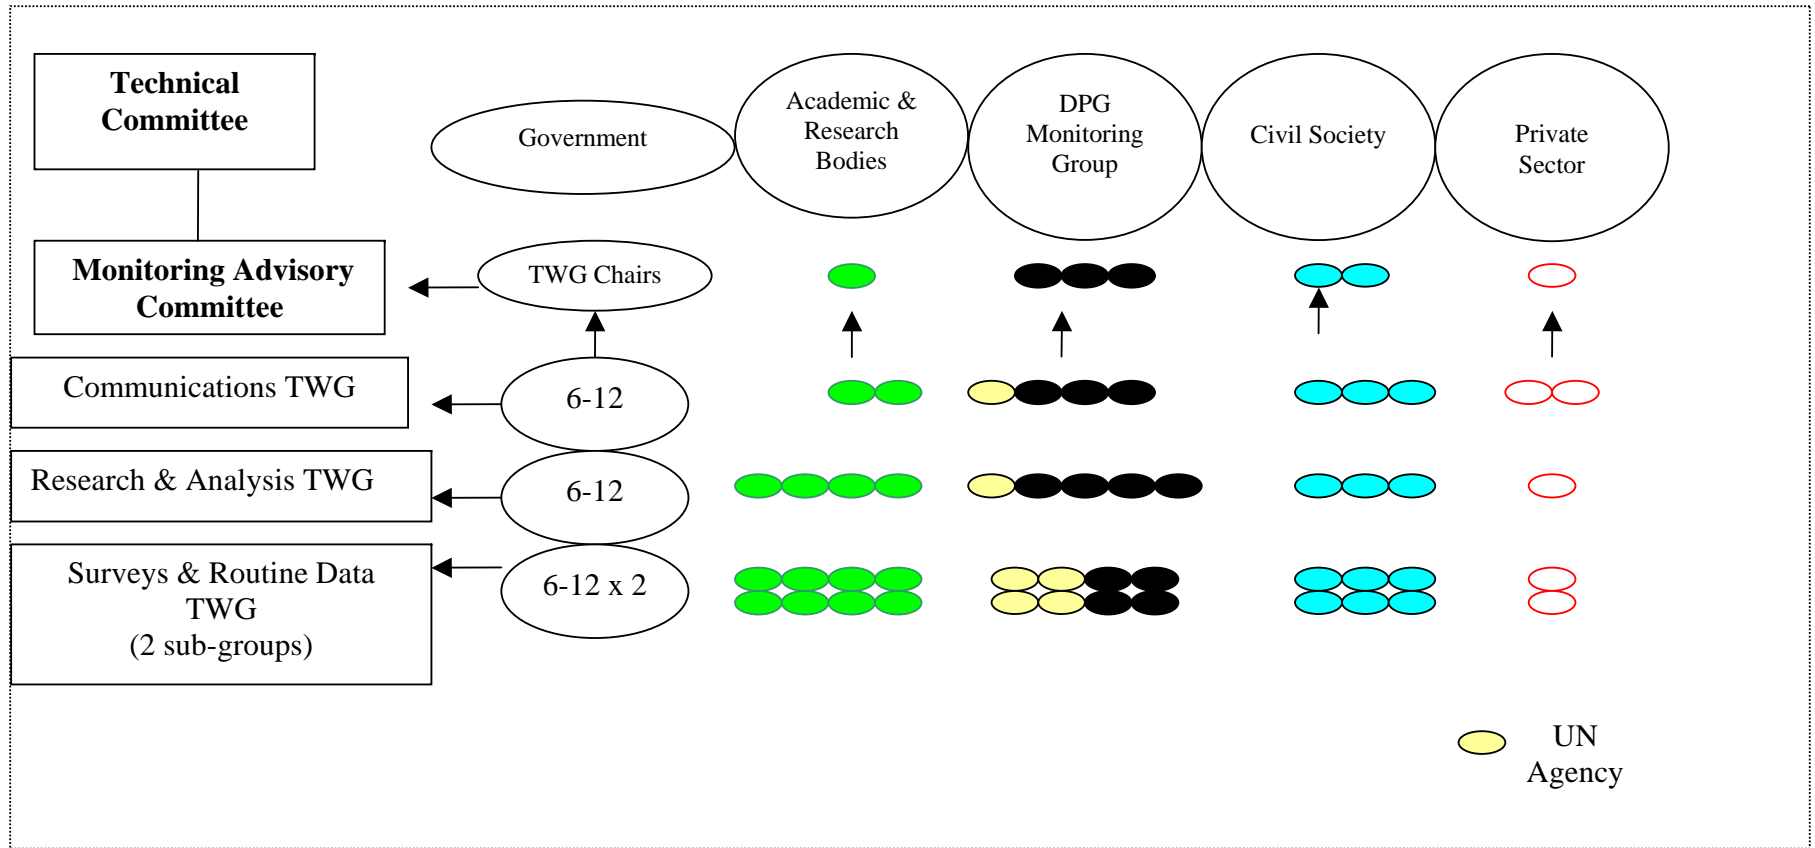 Technical
Committee
Government
Academic &
Research
Bodies
DPG
Monitoring
Group
Civil Society
Private
Sector
Monitoring Advisory
Committee
TWG Chairs
Communications TWG
6-12
Research & Analysis TWG
6-12
Surveys & Routine Data
TWG
(2 sub-groups)
6-12 x 2
UN
Agency